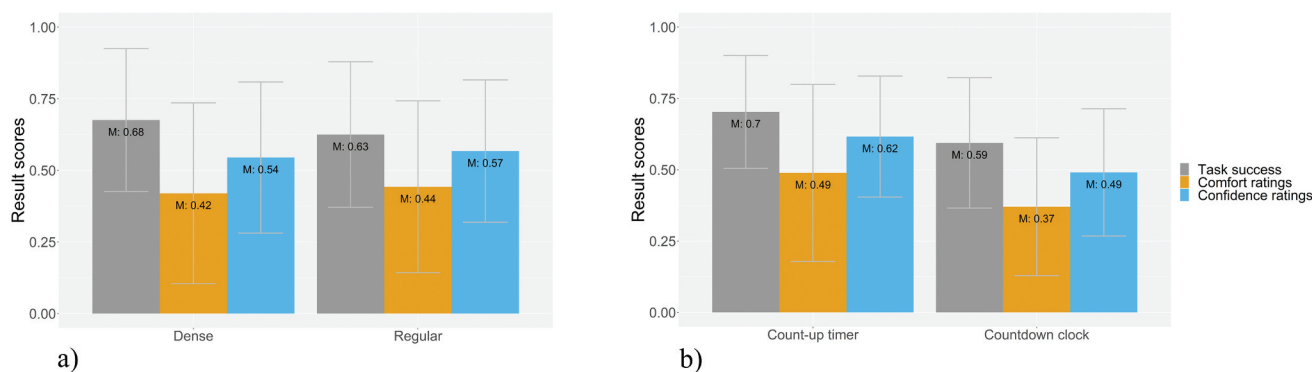 Result scores
1.00
0.75
0.50
0.25
0.00
M: 0.68
M: 0.42
M: 0.54
M: 0.63
M: 0.44
M: 0.57
Dense
Regular
a)
Result scores
1.00
0.75
0.50
0.25
0.00
M: 0.7
M: 0.49
M: 0.62
M: 0.59
M: 0.37
M: 0.49
Count-up timer
Countdown clock
b)
Task success
Comfort ratings
Confidence ratings